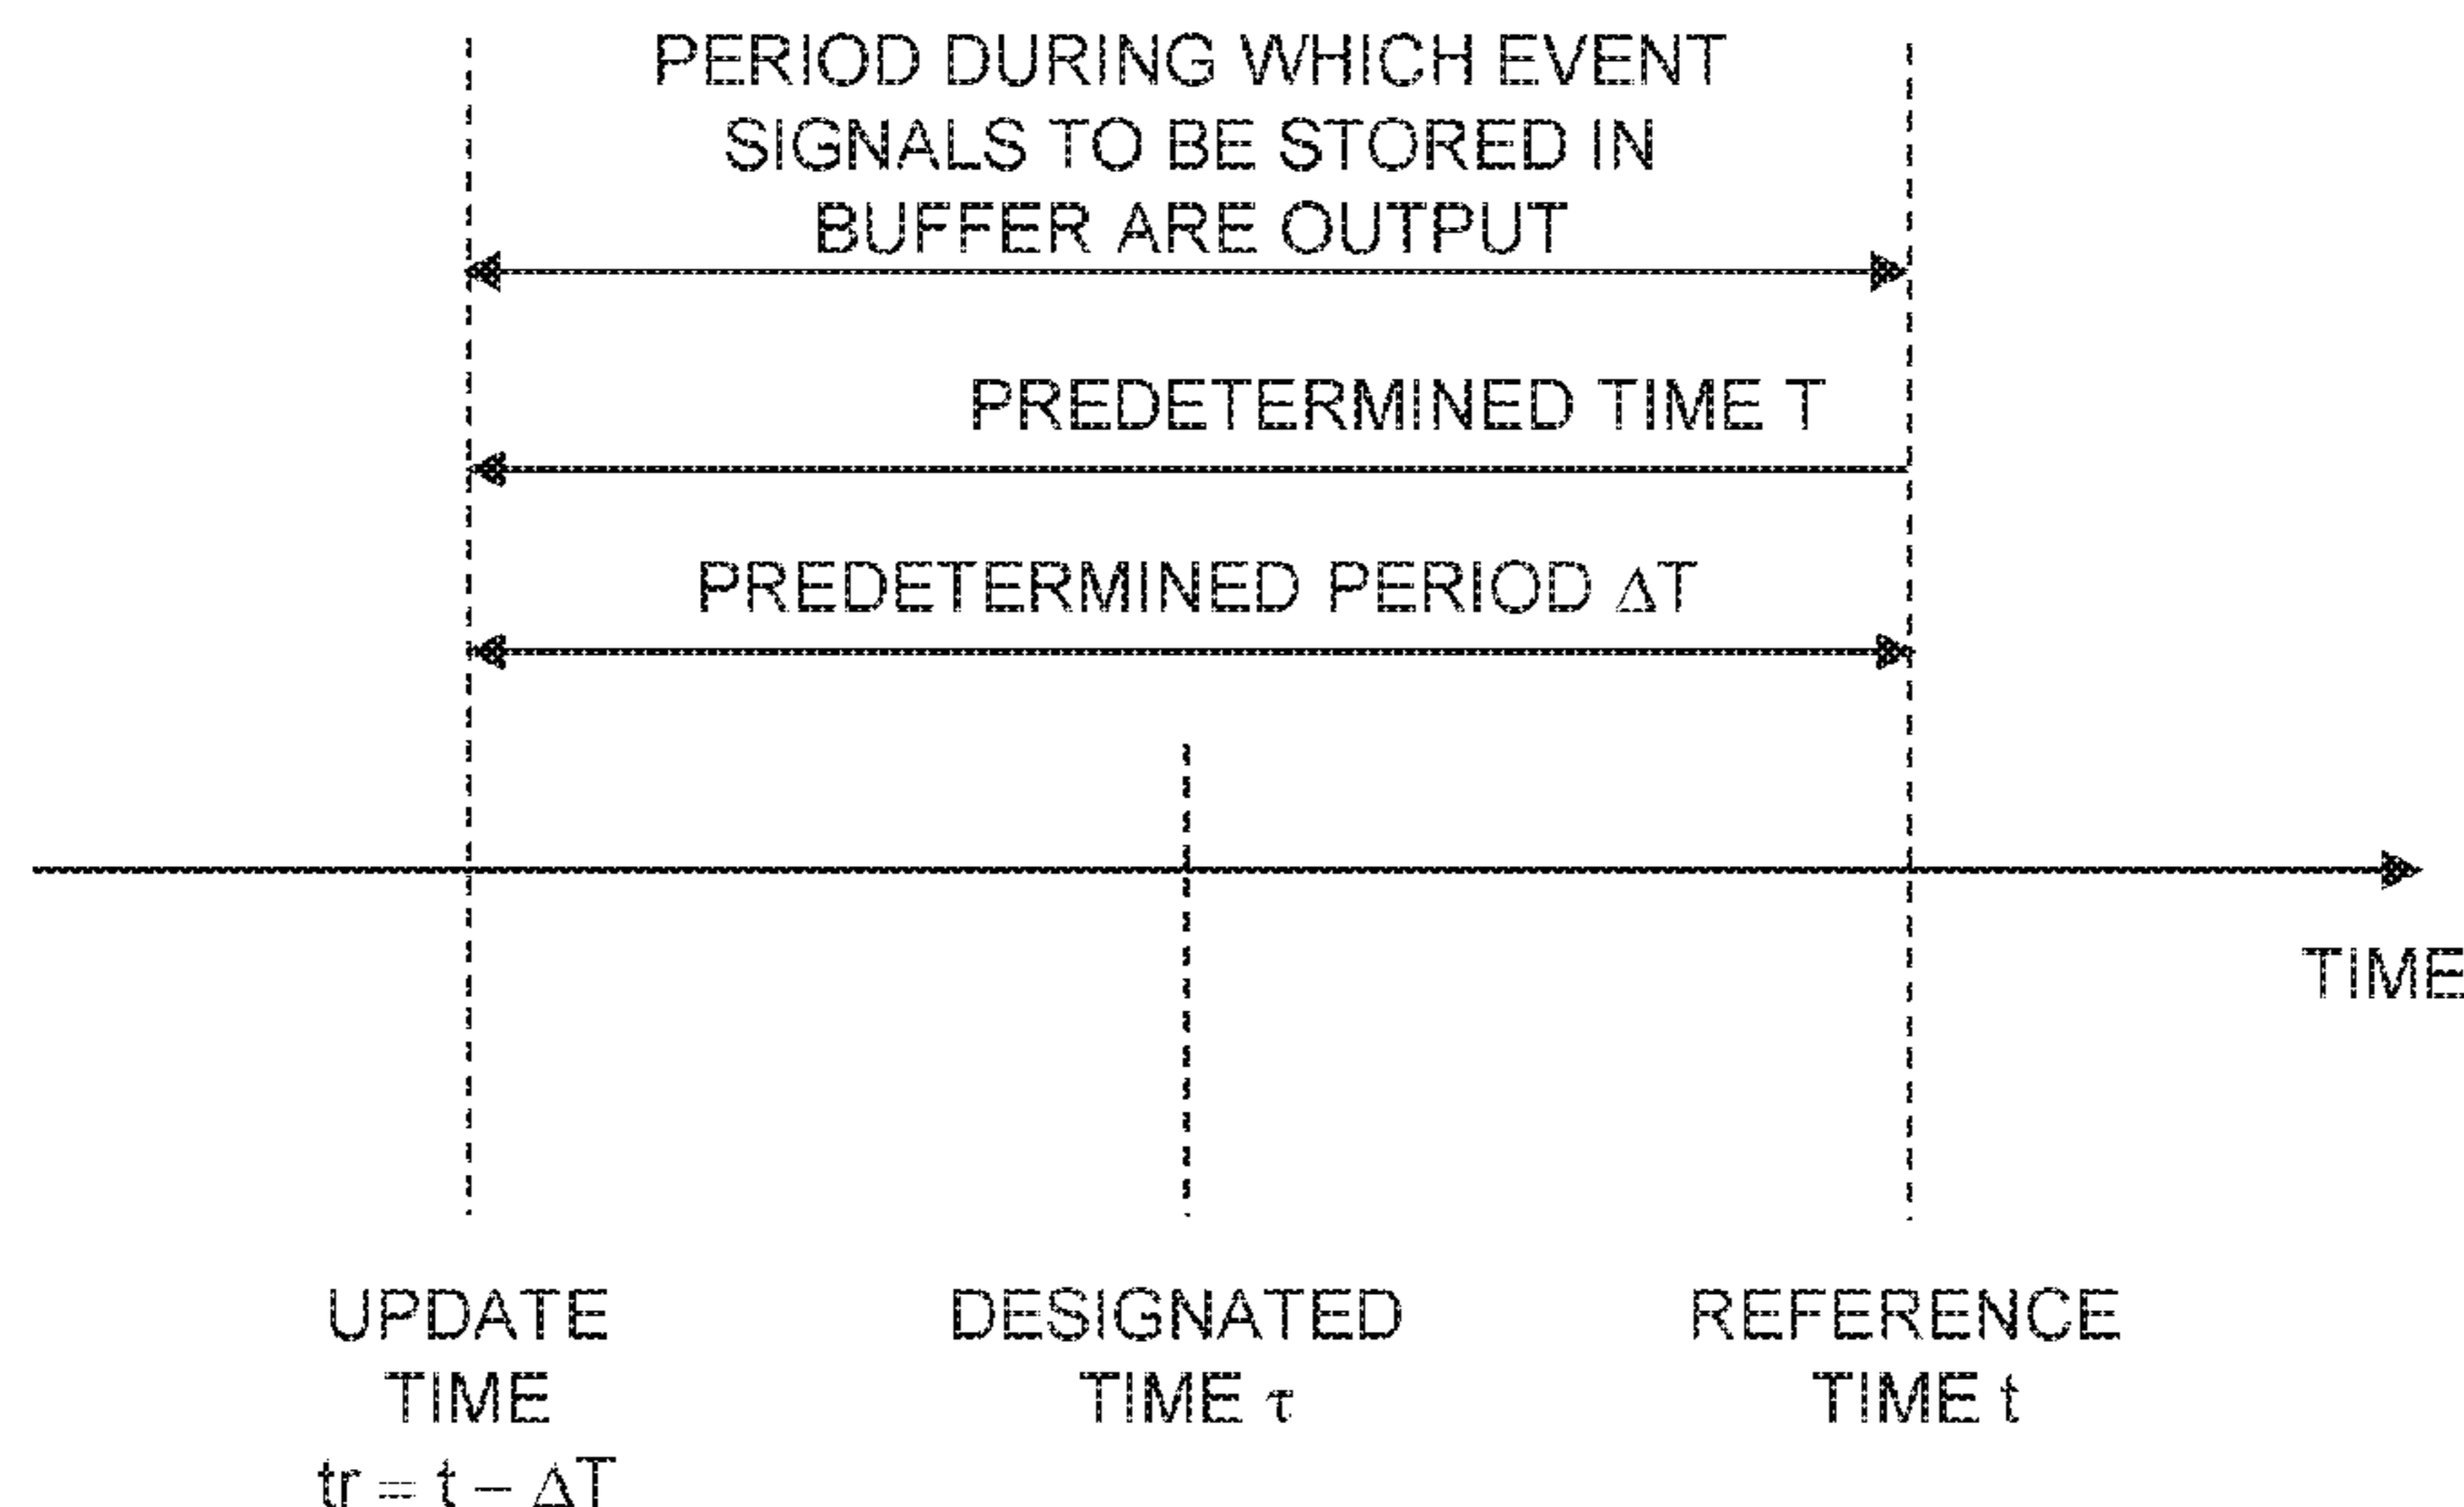 PERIOD DURING WHICH EVENT
SIGNALS TO BE STORED IN
BUFFER ARE OUTPUT
PREDETERMINED TIME T
PREDETERMINED PERIOD ΔT
TIME
UPDATE
TIME
tr = t – ΔT
DESIGNATED
TIME τ
REFERENCE
TIME t